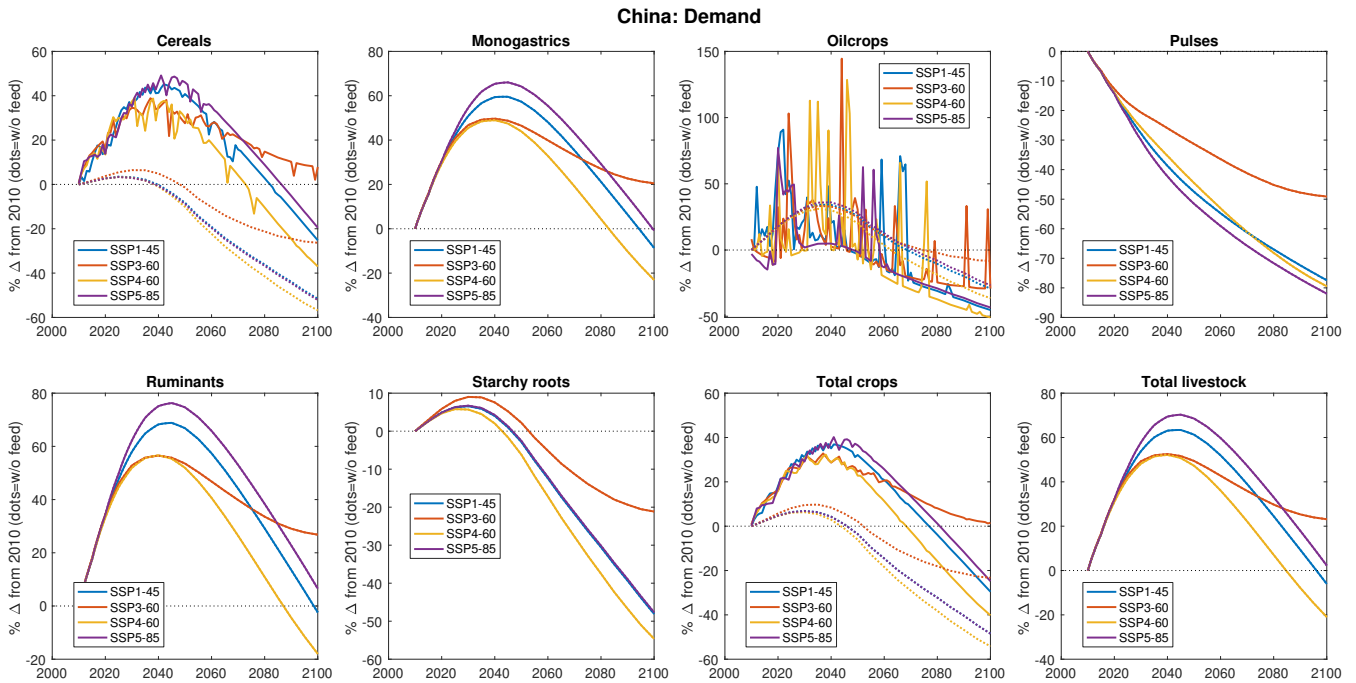 China: Demand
Cereals
% Δ from 2010 (dots=w/o feed)
60
40
20
0
-20
-40
-60
2000 2020 2040 2060 2080 2100
SSP1-45
SSP3-60
SSP4-60
SSP5-85
Monogastrics
% Δ from 2010 (dots=w/o feed)
80
60
40
20
0
-20
-40
2000 2020 2040 2060 2080 2100
SSP1-45
SSP3-60
SSP4-60
SSP5-85
Oilcrops
% Δ from 2010 (dots=w/o feed)
150
100
50
0
-50
2000 2020 2040 2060 2080 2100
SSP1-45
SSP3-60
SSP4-60
SSP5-85
Pulses
% Δ from 2010 (dots=w/o feed)
0
-10
-20
-30
-40
-50
-60
-70
-80
-90
2000 2020 2040 2060 2080 2100
SSP1-45
SSP3-60
SSP4-60
SSP5-85
Ruminants
% Δ from 2010 (dots=w/o feed)
80
60
40
20
0
-20
2000 2020 2040 2060 2080 2100
SSP1-45
SSP3-60
SSP4-60
SSP5-85
Starchy roots
% Δ from 2010 (dots=w/o feed)
10
0
-10
-20
-30
-40
-50
-60
2000 2020 2040 2060 2080 2100
SSP1-45
SSP3-60
SSP4-60
SSP5-85
Total crops
% Δ from 2010 (dots=w/o feed)
60
40
20
0
-20
-40
-60
2000 2020 2040 2060 2080 2100
SSP1-45
SSP3-60
SSP4-60
SSP5-85
Total livestock
% Δ from 2010 (dots=w/o feed)
80
60
40
20
0
-20
-40
2000 2020 2040 2060 2080 2100
SSP1-45
SSP3-60
SSP4-60
SSP5-85